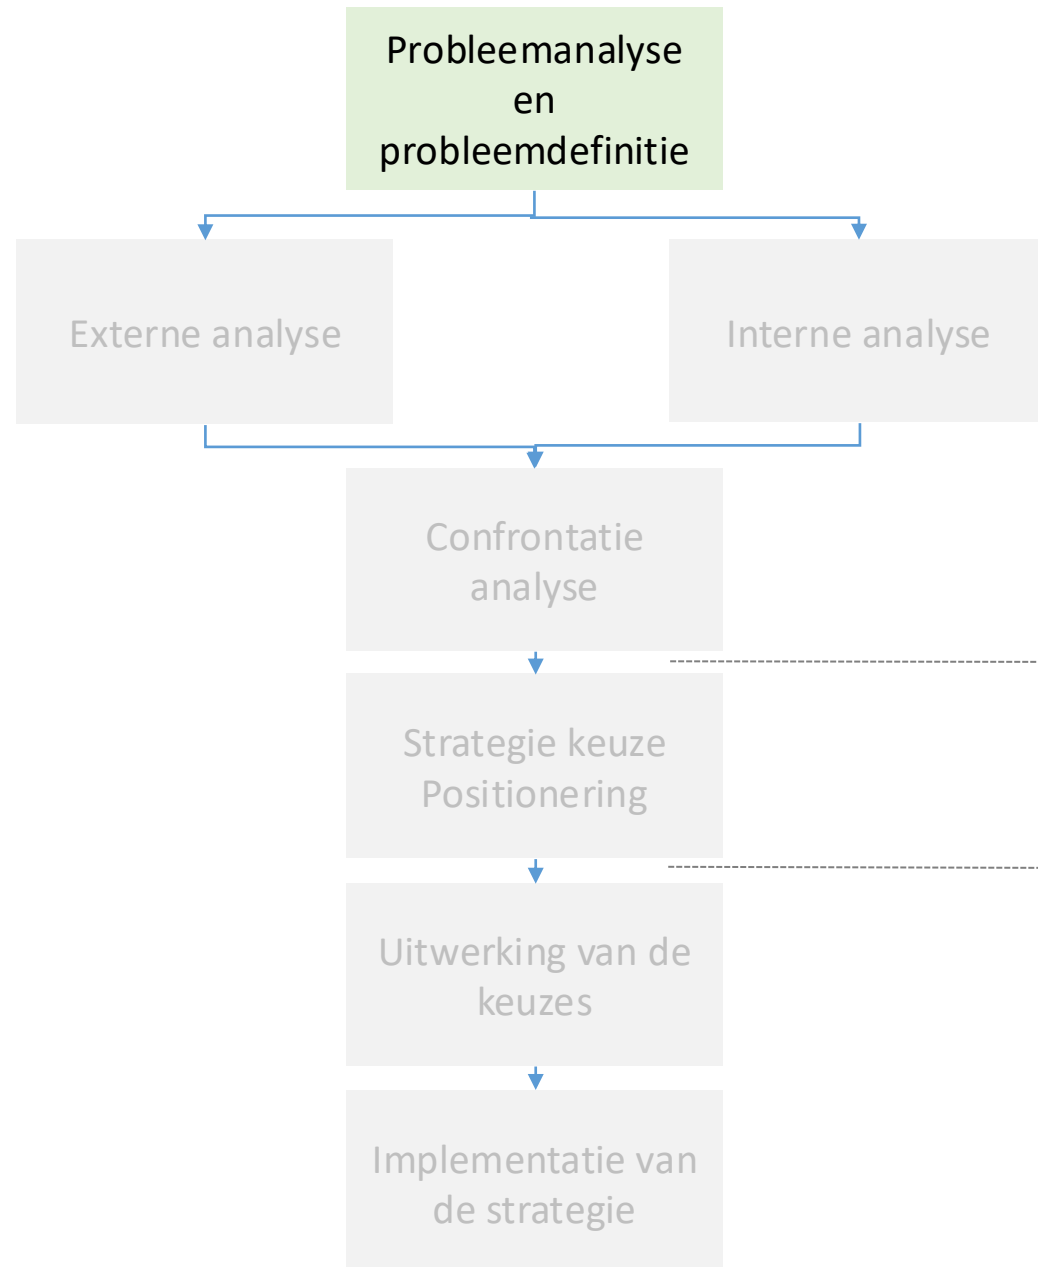 Probleemanalyse
en
probleemdefinitie
Externe analyse
Interne analyse
Confrontatie
analyse
Strategie keuze
Positionering
Uitwerking van de
keuzes
Implementatie van
de strategie